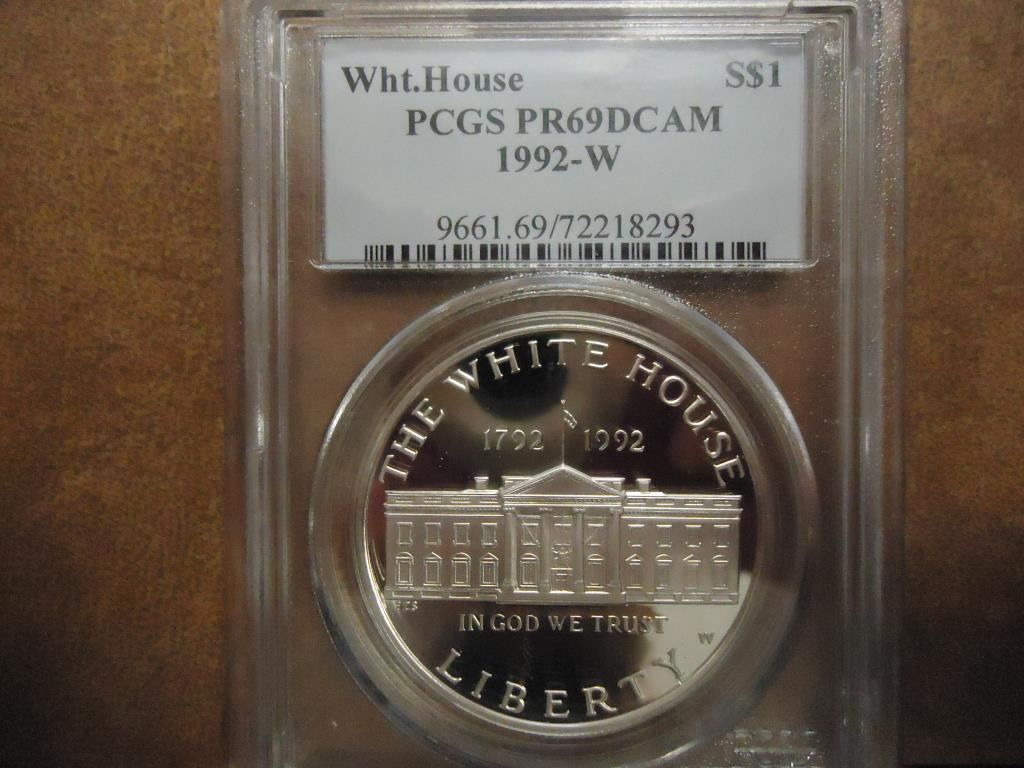 Wht.House S$1
PCGS PR69DCAM
1992-W
9661.69/72218293
THE WHITE HOUSE
1792 1992
IN GOD WE TRUST
W
LIBERTY